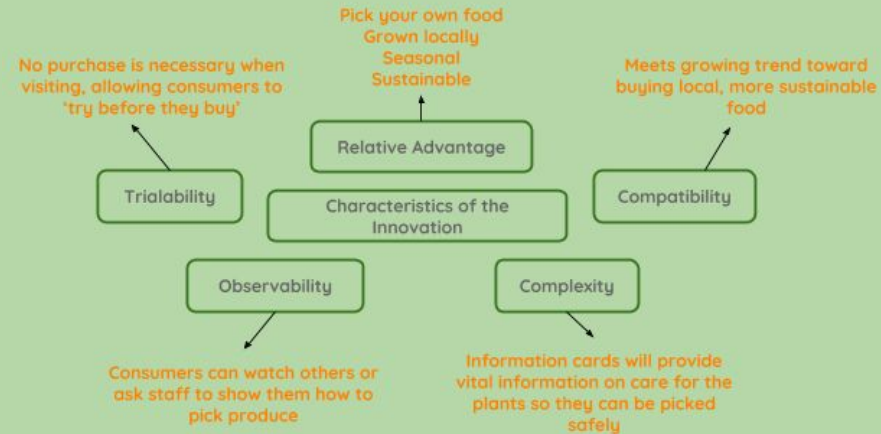 Pick your own food
Grown locally
Seasonal
Sustainable
No purchase is necessary when
visiting, allowing consumers to
'try before they buy'
Meets growing trend toward
buying local, more sustainable
food
Relative Advantage
Trialability
Characteristics of the
Innovation
Compatibility
Observability
Complexity
Consumers can watch others or
ask staff to show them how to
pick produce
Information cards will provide
vital information on care for the
plants so they can be picked
safely